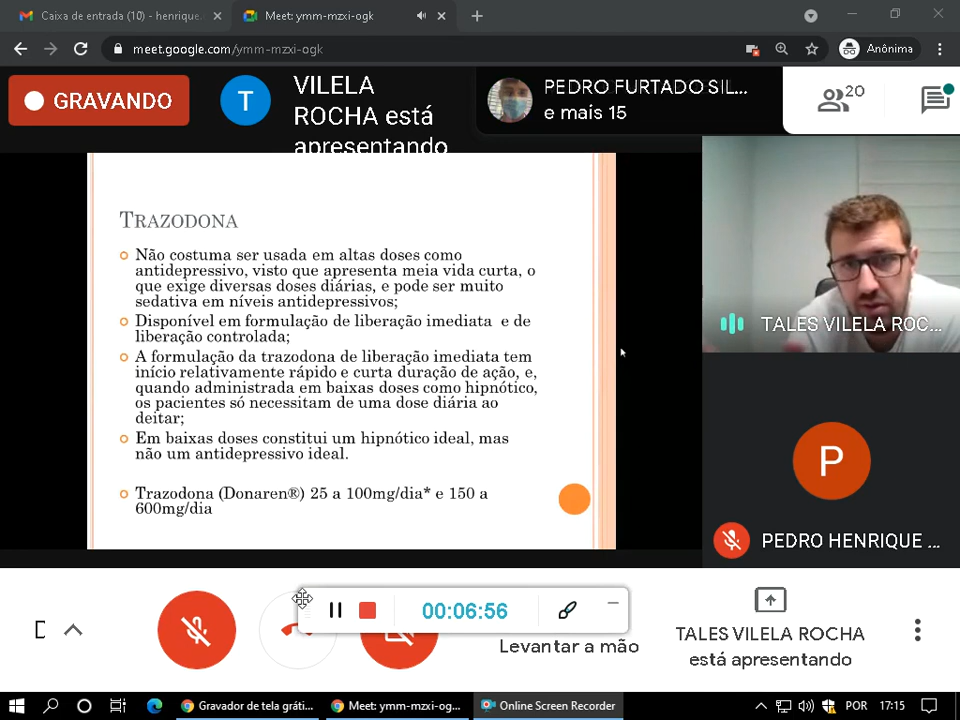 Caixa de entrada (10) - henrique.
Meet: ymm-mzxi-ogk
meet.google.com/ymm-mzxi-ogk
Anônima
GRAVANDO
T
VILELA
ROCHA está
apresentando
PEDRO FURTADO SIL...
e mais 15
20
TRAZODONA
Não costuma ser usada em altas doses como
antidepressivo, visto que apresenta meia vida curta, o
que exige diversas doses diárias, e pode ser muito
sedativa em níveis antidepressivos;
Disponível em formulação de liberação imediata e de
liberação controlada;
A formulação da trazodona de liberação imediata tem
início relativamente rápido e curta duração de ação, e,
quando administrada em baixas doses como hipnótico,
os pacientes só necessitam de uma dose diária ao
deitar;
Em baixas doses constitui um hipnótico ideal, mas
não um antidepressivo ideal.
Trazodona (Donaren®) 25 a 100mg/dia* e 150 a
600mg/dia
TALES VILELA ROC...
P
PEDRO HENRIQUE ...
00:06:56
Levantar a mão
TALES VILELA ROCHA
está apresentando
Gravador de tela gráti...
Meet: ymm-mzxi-og...
Online Screen Recorder
POR
17:15